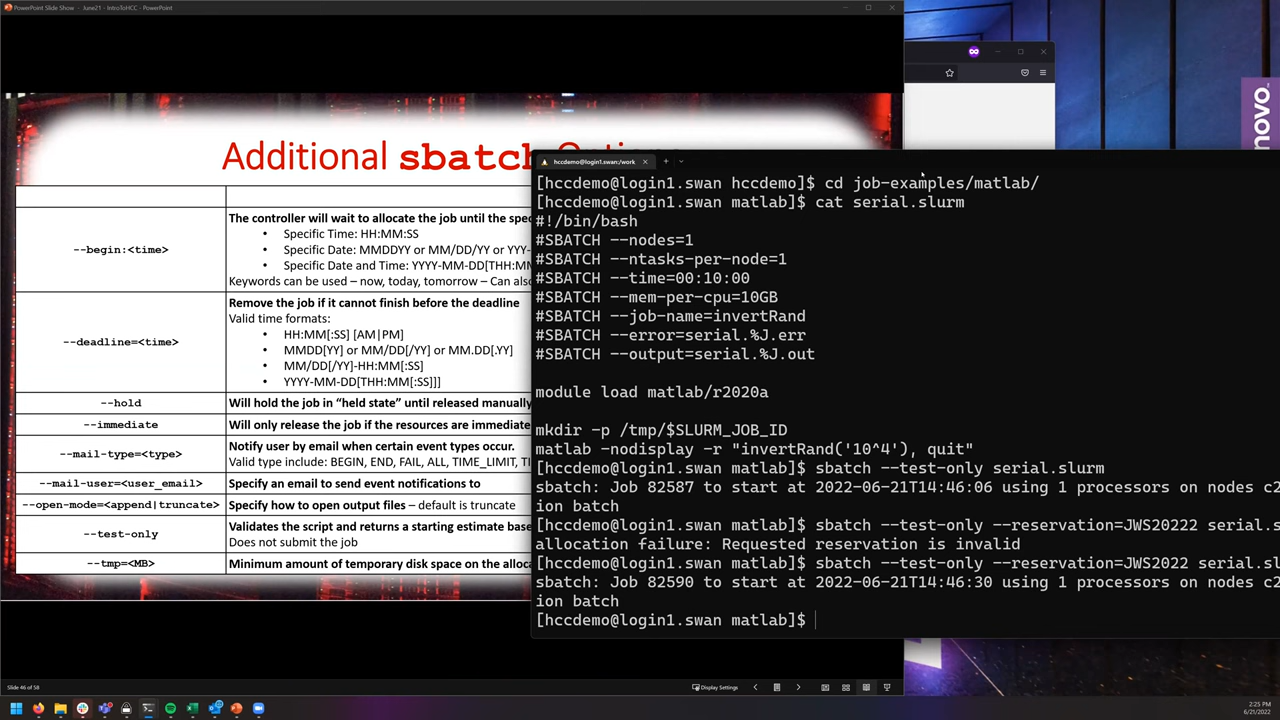 PowerPoint Slide Show - June21 - IntroToHCC - PowerPoint
Additional sbatch Options
--begin:<time>
The controller will wait to allocate the job until the spec
• Specific Time: HH:MM:SS
• Specific Date: MMDDYY or MM/DD/YY or YYY-
• Specific Date and Time: YYYY-MM-DD[THH:MM
Keywords can be used – now, today, tomorrow – Can also
--deadline=<time>
Remove the job if it cannot finish before the deadline
Valid time formats:
• HH:MM[:SS] [AM|PM]
• MMDD[YY] or MM/DD[/YY] or MM.DD[.YY]
• MM/DD[/YY]-HH:MM[:SS]
• YYYY-MM-DD[THH:MM[:SS]]]
--hold
Will hold the job in “held state” until released manually
--immediate
Will only release the job if the resources are immediate
--mail-type=<type>
Notify user by email when certain event types occur.
Valid type include: BEGIN, END, FAIL, ALL, TIME_LIMIT, TI
--mail-user=<user_email>
Specify an email to send event notifications to
--open-mode=<append|truncate>
Specify how to open output files – default is truncate
--test-only
Validates the script and returns a starting estimate base
Does not submit the job
--tmp=<MB>
Minimum amount of temporary disk space on the alloca
Slide 46 of 58
Display Settings
hccdemo@login1.swan:/work
[hccdemo@login1.swan hccdemo]$ cd job-examples/matlab/
[hccdemo@login1.swan matlab]$ cat serial.slurm
#!/bin/bash
#SBATCH --nodes=1
#SBATCH --ntasks-per-node=1
#SBATCH --time=00:10:00
#SBATCH --mem-per-cpu=10GB
#SBATCH --job-name=invertRand
#SBATCH --error=serial.%J.err
#SBATCH --output=serial.%J.out
module load matlab/r2020a
mkdir -p /tmp/$SLURM_JOB_ID
matlab -nodisplay -r "invertRand('10^4'), quit"
[hccdemo@login1.swan matlab]$ sbatch --test-only serial.slurm
sbatch: Job 82587 to start at 2022-06-21T14:46:06 using 1 processors on nodes c2
ion batch
[hccdemo@login1.swan matlab]$ sbatch --test-only --reservation=JWS20222 serial.s
allocation failure: Requested reservation is invalid
[hccdemo@login1.swan matlab]$ sbatch --test-only --reservation=JWS2022 serial.sl
sbatch: Job 82590 to start at 2022-06-21T14:46:30 using 1 processors on nodes c2
ion batch
[hccdemo@login1.swan matlab]$
novo.
2:25 PM
6/21/2022